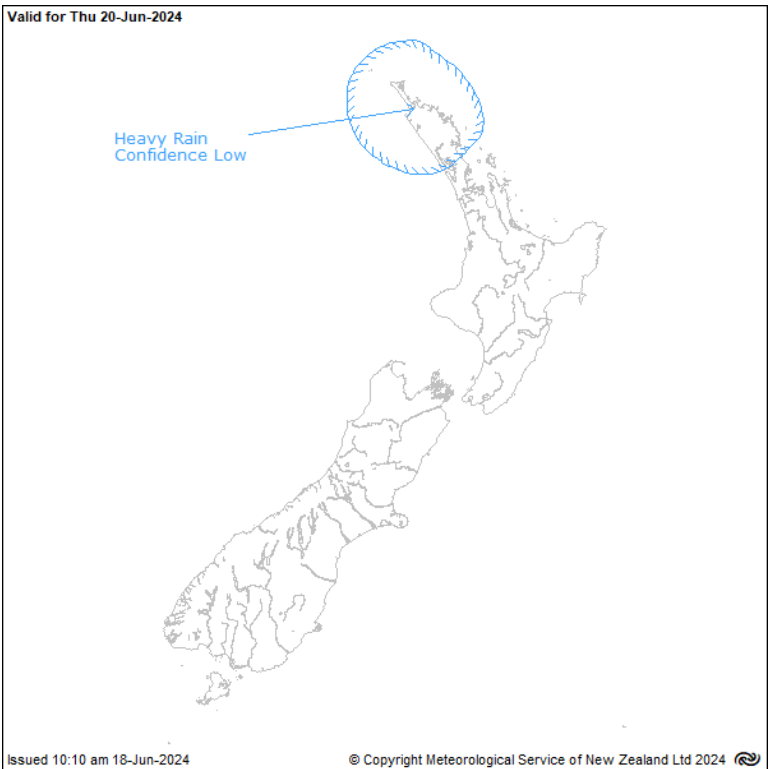 Valid for Thu 20-Jun-2024
Heavy Rain
Confidence Low
Issued 10:10 am 18-Jun-2024
© Copyright Meteorological Service of New Zealand Ltd 2024